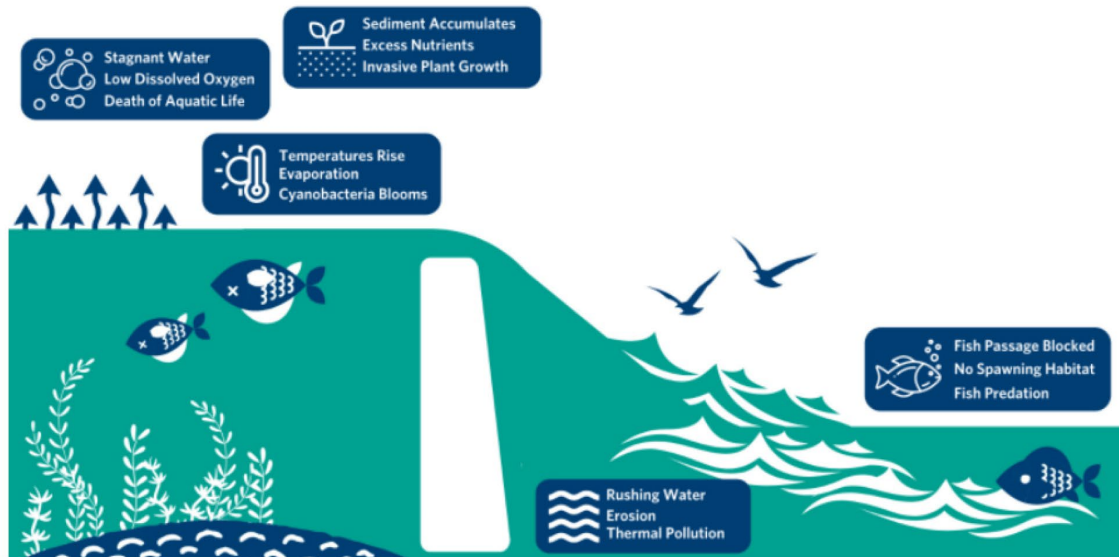 Stagnant Water
Low Dissolved Oxygen
Death of Aquatic Life
Sediment Accumulates
Excess Nutrients
Invasive Plant Growth
Temperatures Rise
Evaporation
Cyanobacteria Blooms
Fish Passage Blocked
No Spawning Habitat
Fish Predation
Rushing Water
Erosion
Thermal Pollution